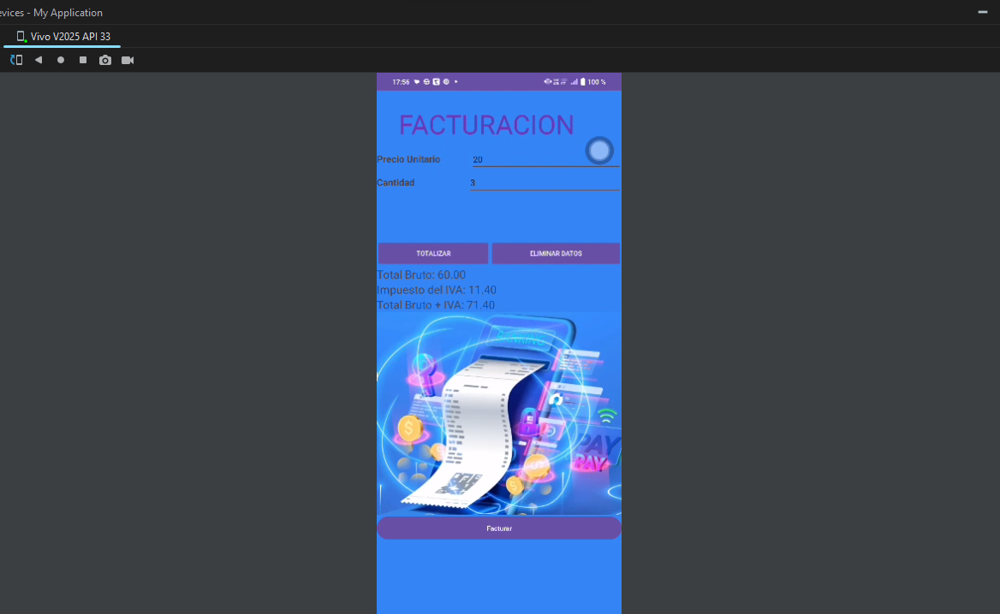 evices - My Application
Vivo V2025 API 33
17:56 100 %
FACTURACION
Precio Unitario 20
Cantidad 3
TOTALIZAR ELIMINAR DATOS
Total Bruto: 60.00
Impuesto del IVA: 11.40
Total Bruto + IVA: 71.40
PAY
PAY
Facturar